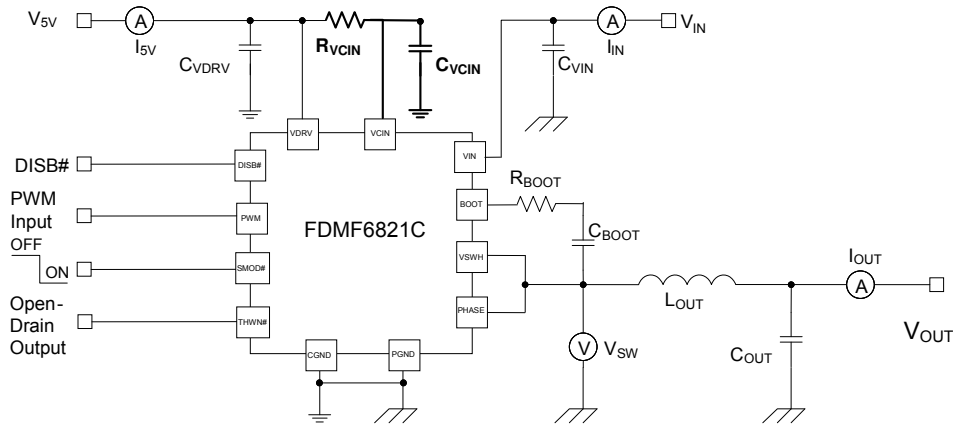 V5V
A
I5V
RVCIN
CVDRV
CVCIN
A
IIN
VIN
CVIN
VDRV
VCIN
VIN
DISB#
DISB#
PWM
Input
PWM
BOOT
RBOOT
CBOOT
FDMF6821C
OFF
ON
SMOD#
VSWH
Open-
Drain
Output
THWN#
PHASE
LOUT
IOUT
A
VOUT
V
VSW
COUT
CGND
PGND